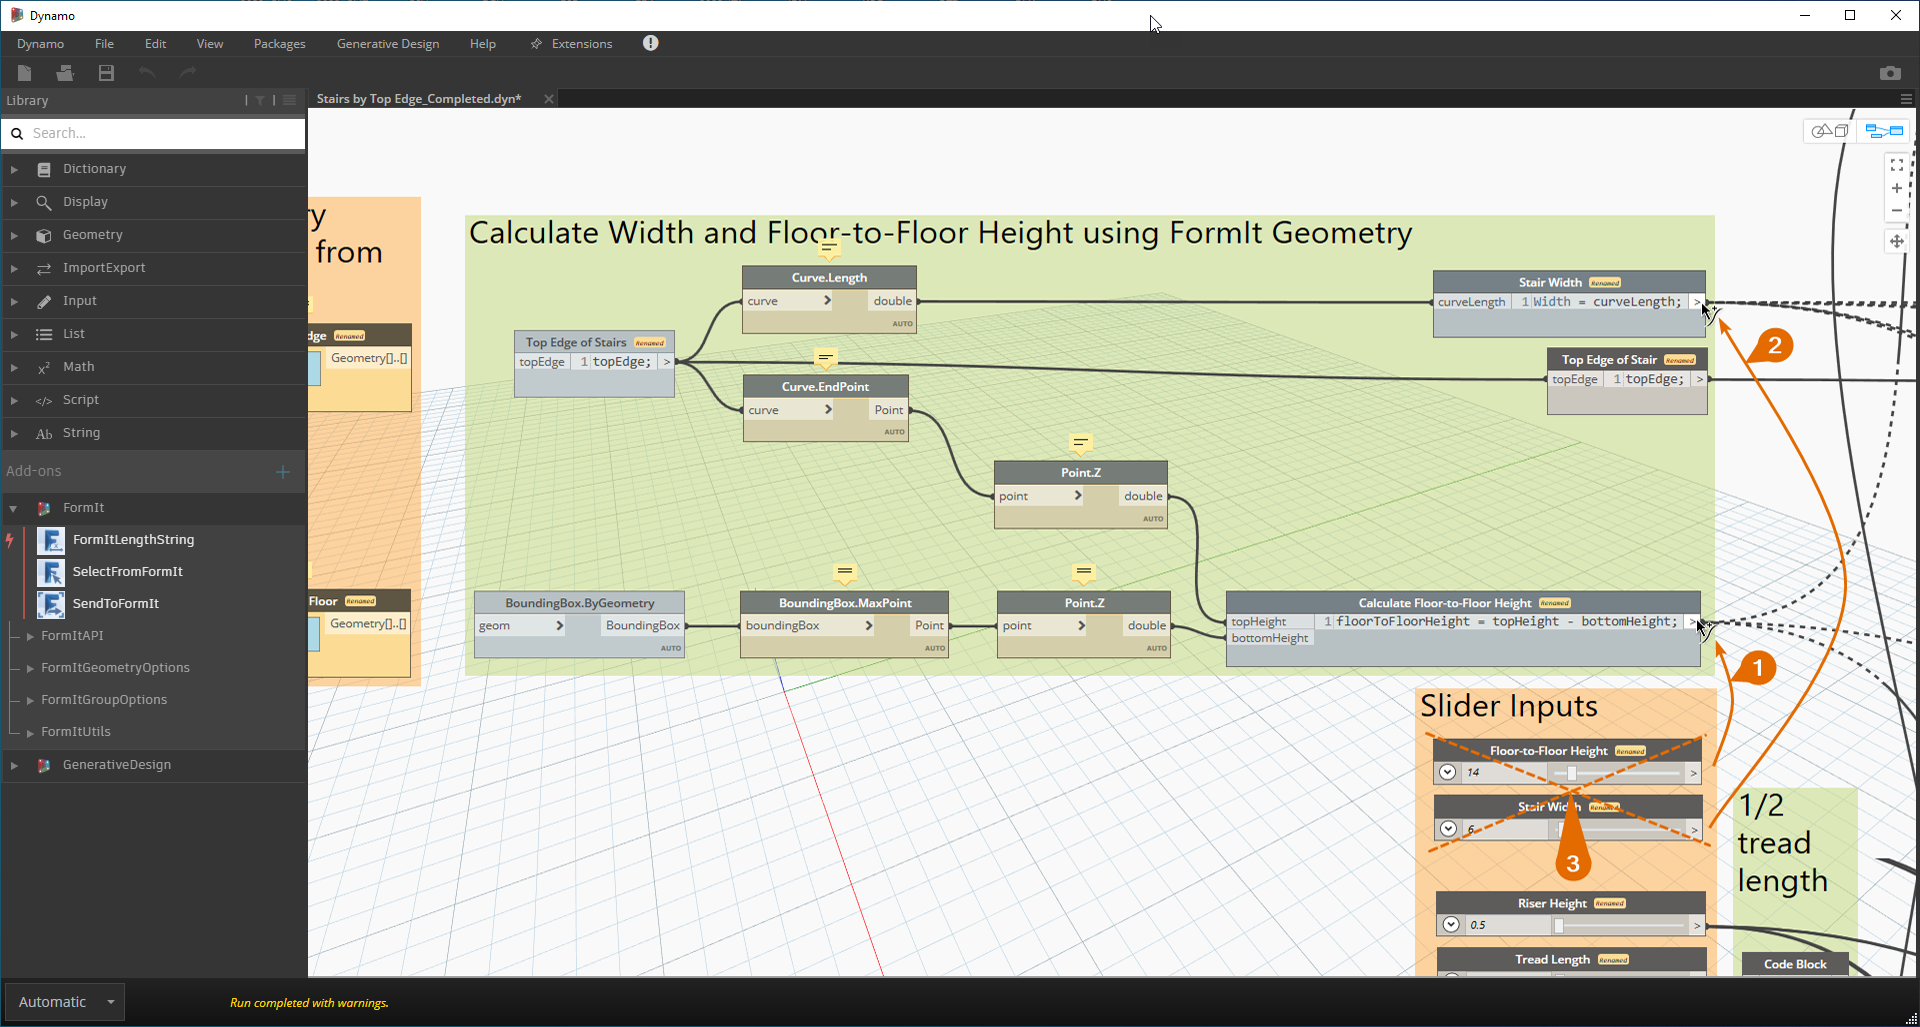 Dynamo
Dynamo File Edit View Packages Generative Design Help Extensions
Library
Stairs by Top Edge_Completed.dyn*
Search...
Dictionary
Display
Geometry
ImportExport
Input
List
Math
Script
String
Add-ons
FormIt
FormItLengthString
SelectFromFormIt
SendToFormIt
FormItAPI
FormItGeometryOptions
FormItGroupOptions
FormItUtils
GenerativeDesign
ry
from
dge Renamed
Geometry[]..[]
Floor Renamed
Geometry[]..[]
Calculate Width and Floor-to-Floor Height using FormIt Geometry
Curve.Length
curve > double
AUTO
Top Edge of Stairs Renamed
topEdge 1 topEdge; >
Curve.EndPoint
curve > Point
AUTO
Stair Width Renamed
curveLength 1 Width = curveLength; >
Top Edge of Stair Renamed
topEdge 1 topEdge; >
2
Point.Z
point > double
AUTO
BoundingBox.ByGeometry
geom > BoundingBox
AUTO
BoundingBox.MaxPoint
boundingBox > Point
AUTO
Point.Z
point > double
AUTO
Calculate Floor-to-Floor Height Renamed
topHeight 1 floorToFloorHeight = topHeight - bottomHeight; >
bottomHeight
1
Slider Inputs
Floor-to-Floor Height Renamed
14 >
Stair Width Renamed
6 >
3
Riser Height Renamed
0.5 >
Tread Length Renamed
1/2
tread
length
Code Block
Automatic
Run completed with warnings.